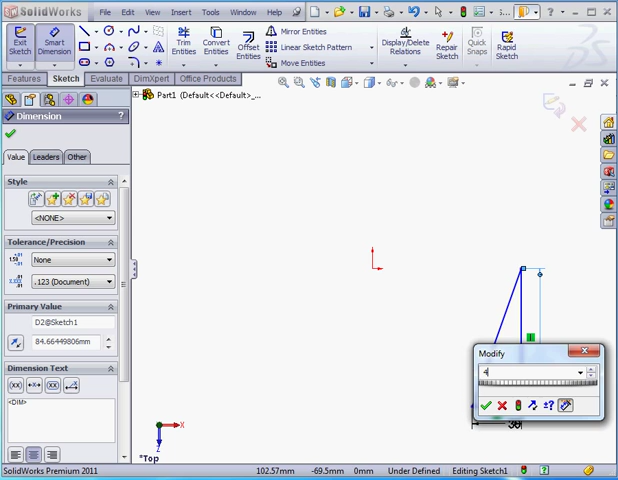 SolidWorks File Edit View Insert Tools
Exit Sketch
Smart Dimension
Trim Entities
Convert Entities
Offset Entities
Mirror Entities
Linear Sketch Pattern
Move Entities
Display/Delete Relations
Repair Sketch
Quick Snaps
Rapid Sketch
Features Sketch Evaluate DimXpert Office Products
Part1 (Default<<Default>_...
Dimension ?
Value Leaders Other
Style
<NONE>
Tolerance/Precision
None
.123 (Document)
Primary Value
D2@Sketch1
84.66449806mm
Dimension Text
<DIM>
Modify
4
30
X
Z
*Top
SolidWorks Premium 2011 102.57mm -69.5mm 0mm Under Defined Editing Sketch1